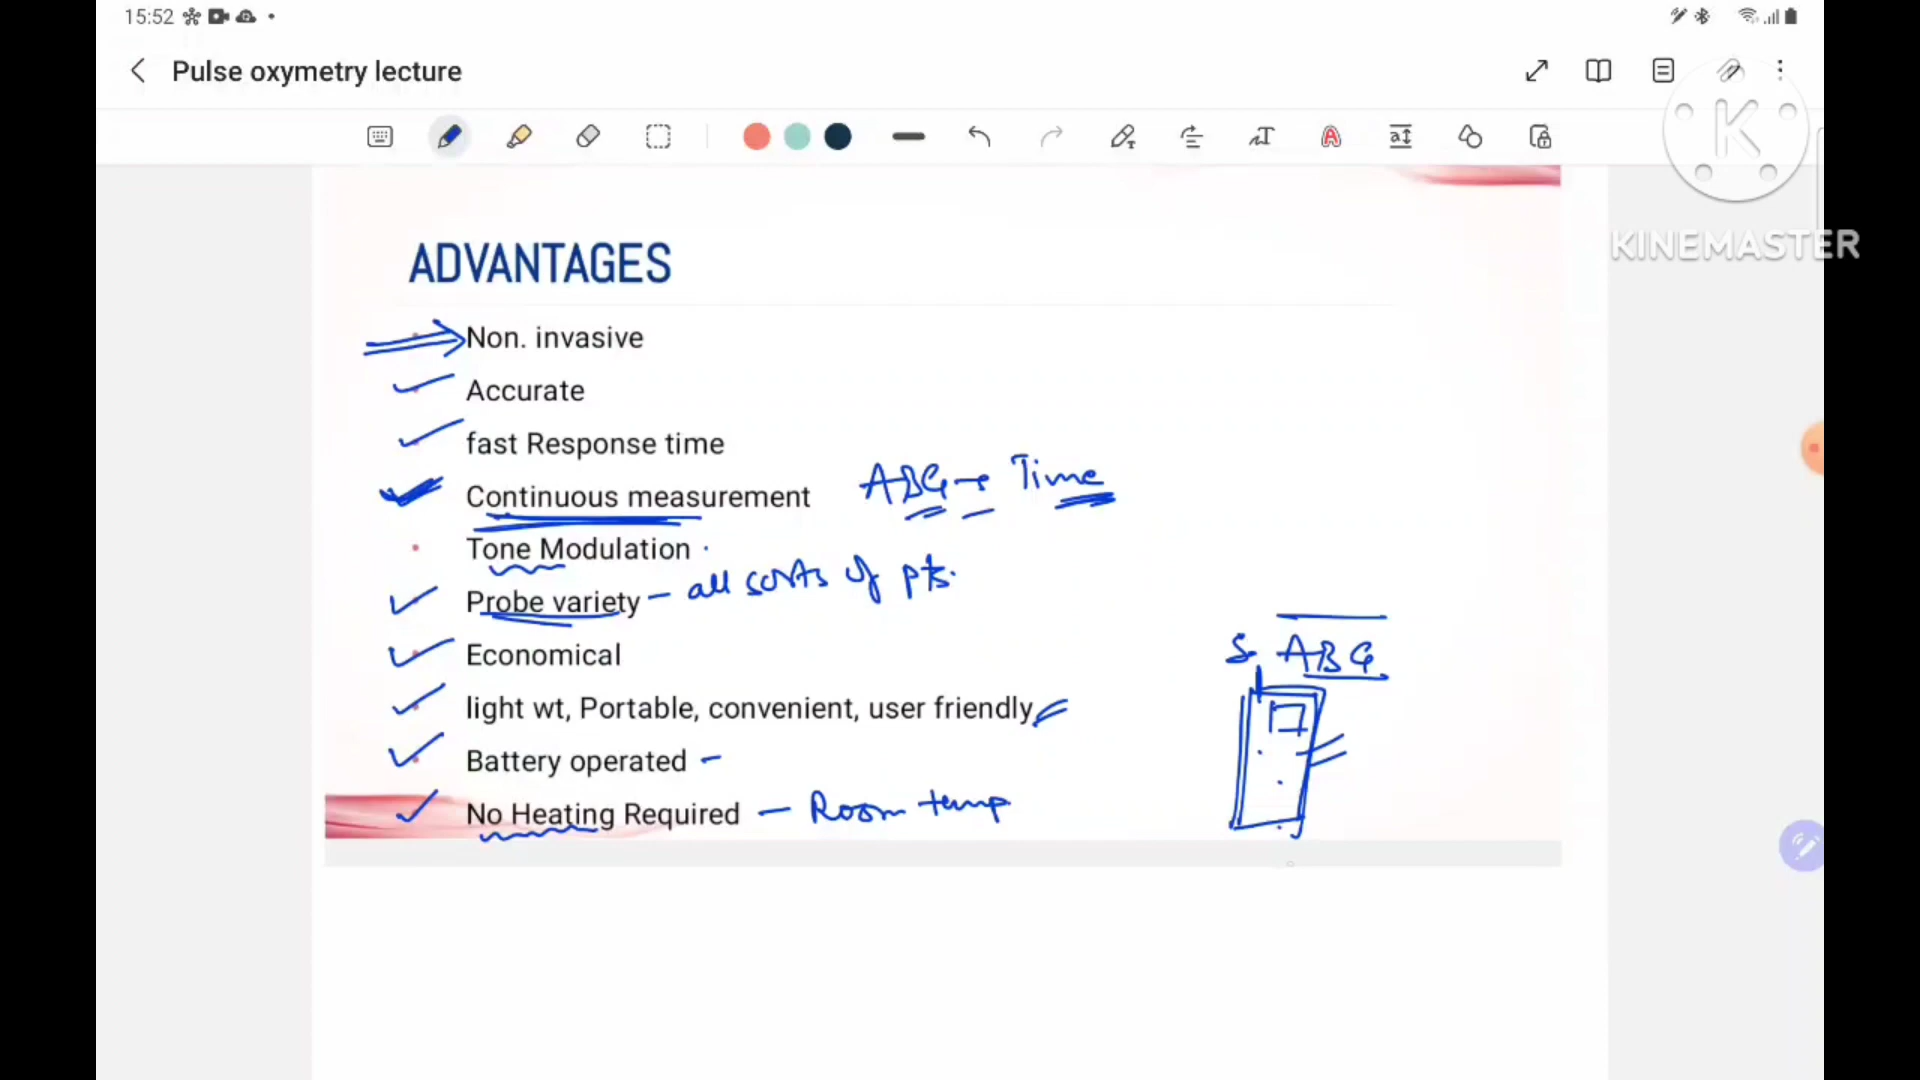 15:52
Pulse oxymetry lecture
KINEMASTER
ADVANTAGES
Non. invasive
Accurate
fast Response time
Continuous measurement ABG → Time
Tone Modulation
Probe variety - all sorts of pts.
Economical
S. ABG
light wt, Portable, convenient, user friendly
Battery operated -
No Heating Required - Room temp